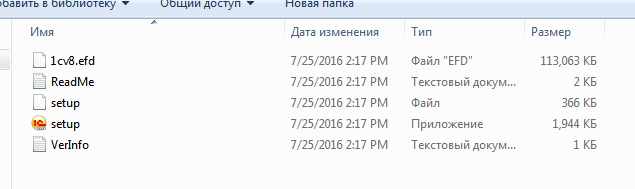 авить в библиотеку Общий доступ Новая папка
Имя Дата изменения Тип Размер
1cv8.efd 7/25/2016 2:17 PM Файл "EFD" 113,063 КБ
ReadMe 7/25/2016 2:17 PM Текстовый докум... 2 КБ
setup 7/25/2016 2:17 PM Файл 366 КБ
setup 7/25/2016 2:17 PM Приложение 1,944 КБ
VerInfo 7/25/2016 2:17 PM Текстовый докум... 1 КБ